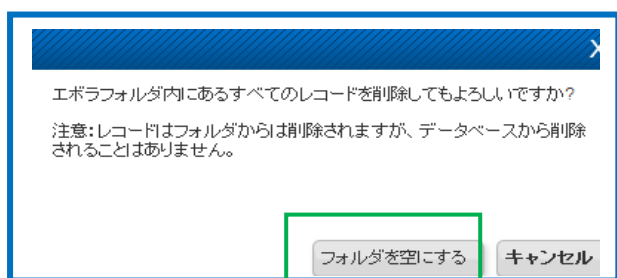 X
エボラフォルダ内にあるすべてのレコードを削除してもよろしいですか?
注意:レコードはフォルダからは削除されますが、データベースから削除
されることはありません。
フォルダを空にする キャンセル